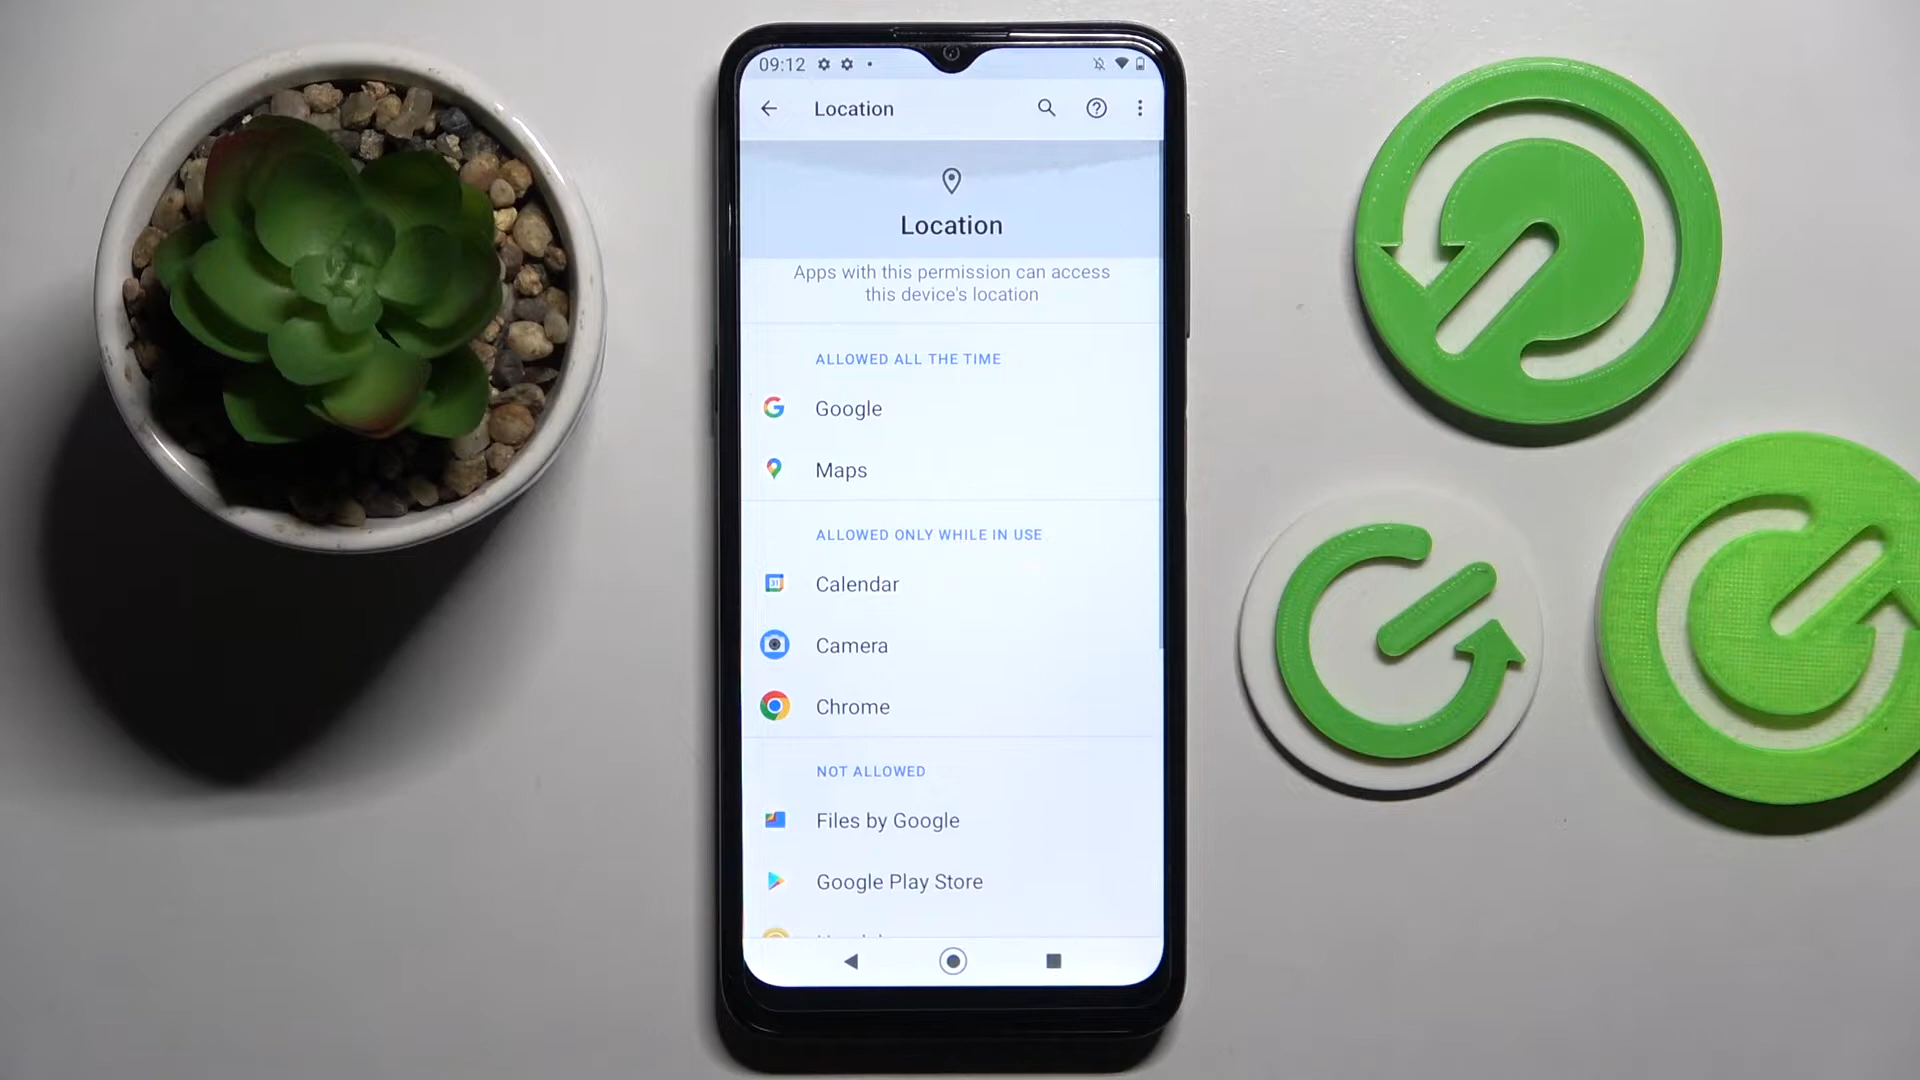 09:12
Location
Location
Apps with this permission can access
this device's location
ALLOWED ALL THE TIME
Google
Maps
ALLOWED ONLY WHILE IN USE
31
Calendar
Camera
Chrome
NOT ALLOWED
Files by Google
Google Play Store